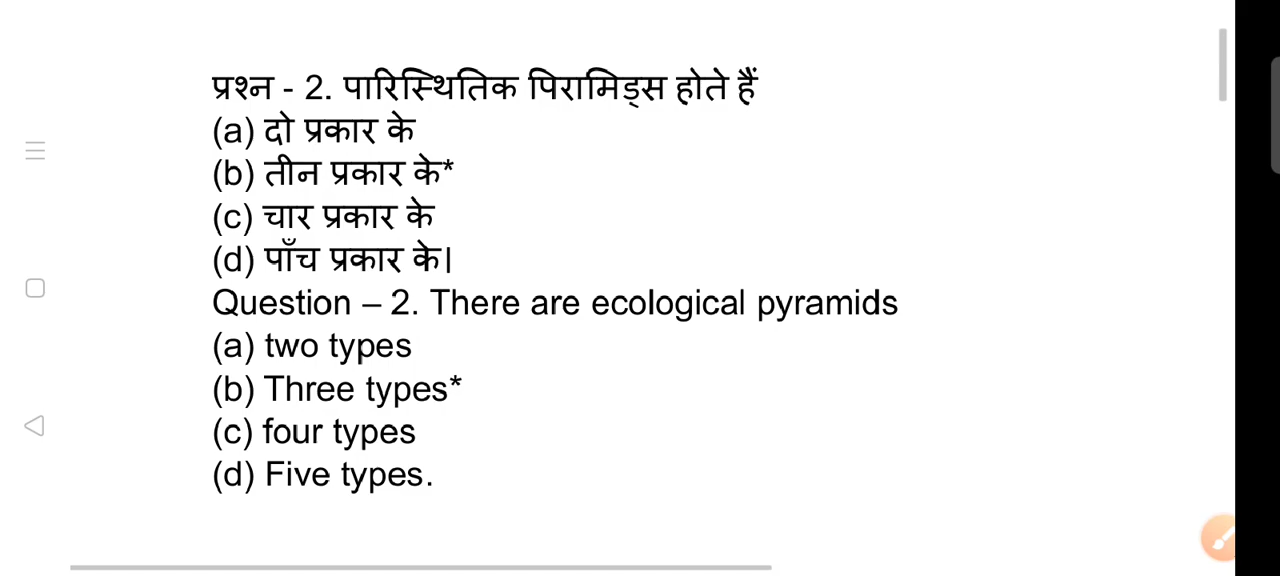 प्रश्न - 2. पारिस्थितिक पिरामिड्स होते हैं
(a) दो प्रकार के
(b) तीन प्रकार के*
(c) चार प्रकार के
(d) पाँच प्रकार के।
Question – 2. There are ecological pyramids
(a) two types
(b) Three types*
(c) four types
(d) Five types.